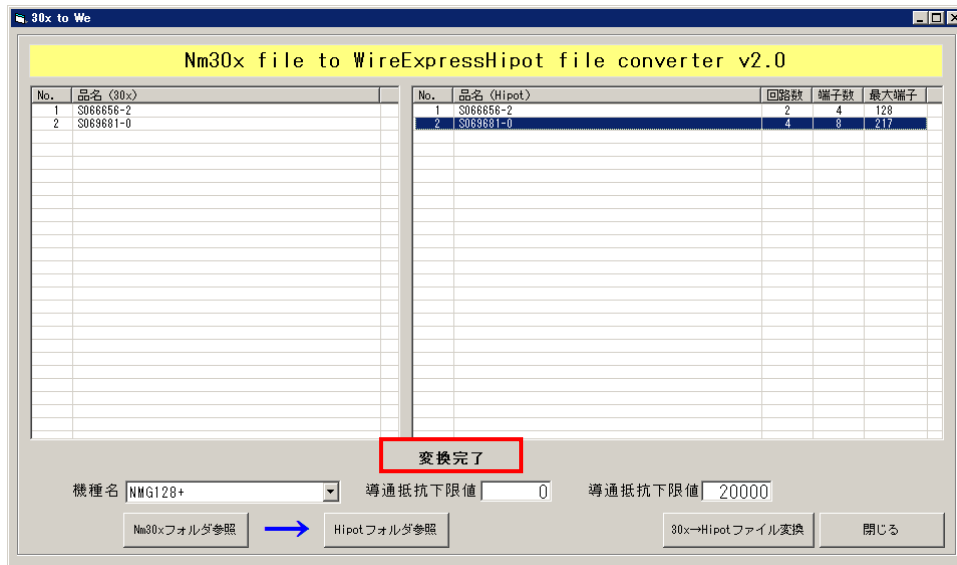 30x to We
Nm30x file to WireExpressHipot file converter v2.0
No. 品名 (30x)
1 S066656-2
2 S069681-0
No. 品名 (Hipot) 回路数 端子数 最大端子
1 S066656-2 2 4 128
2 S069681-0 4 8 217
変換完了
機種名 NMG128+ 導通抵抗下限値 0 導通抵抗下限値 20000
Nm30xフォルダ参照 → Hipotフォルダ参照 30x→Hipotファイル変換 閉じる